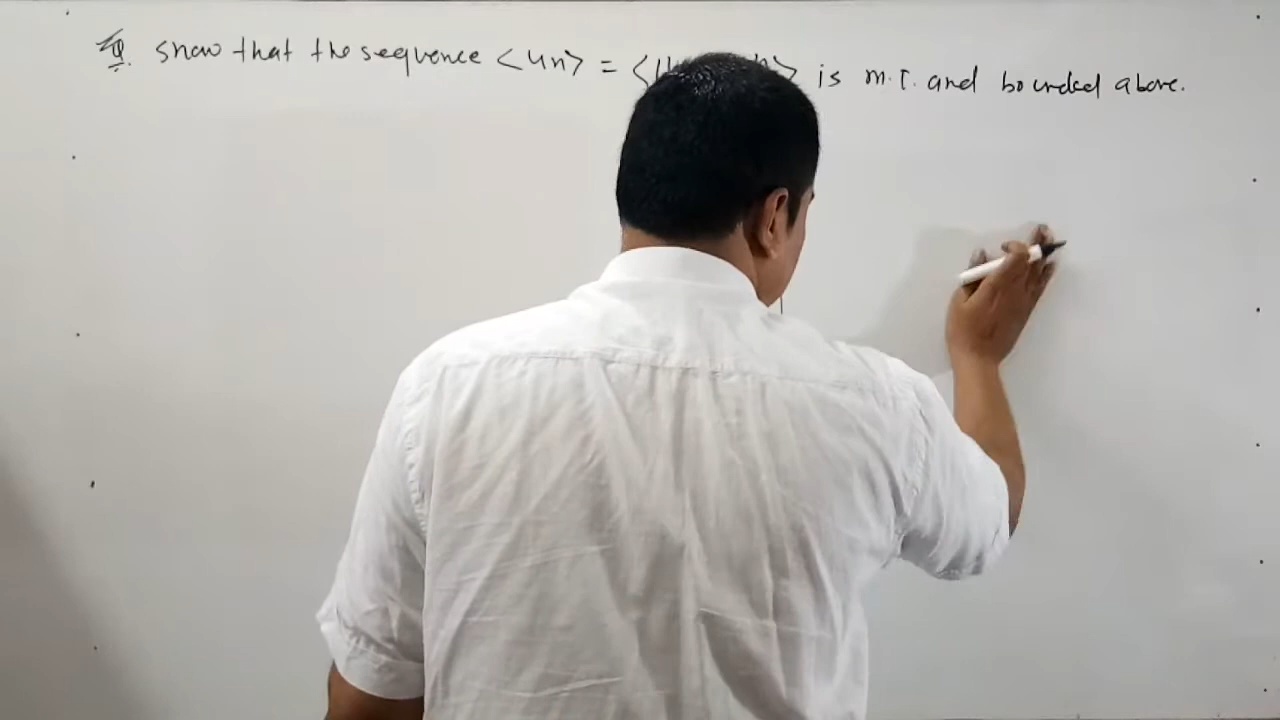 Q. show that the sequence <un> = < > is m.I. and bounded above.